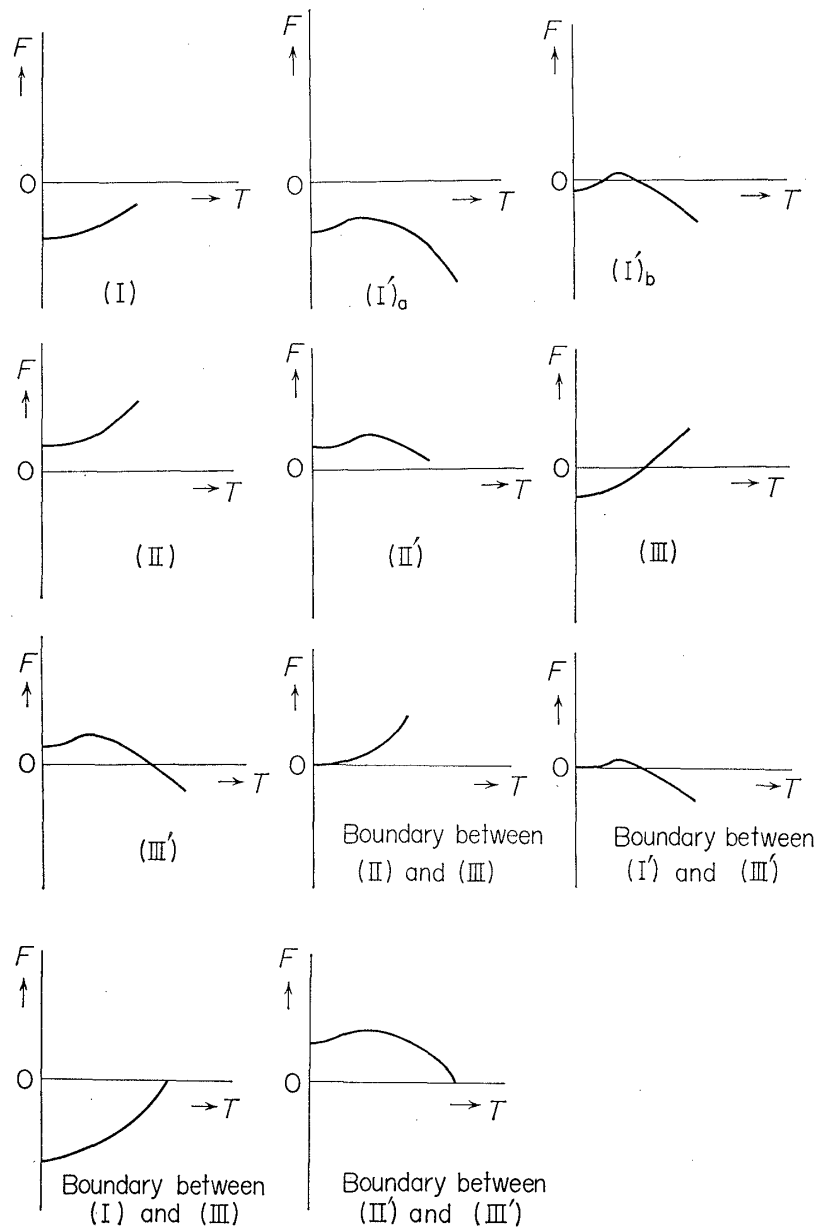 F
↑
O
→ T
(I)
F
↑
O
→ T
(I′)a
F
↑
O
→ T
(I′)b
F
↑
O
→ T
(II)
F
↑
O
→ T
(II′)
F
↑
O
→ T
(III)
F
↑
O
→ T
(III′)
F
↑
O
→ T
Boundary between
(II) and (III)
F
↑
O
→ T
Boundary between
(I′) and (III′)
F
↑
O
→ T
Boundary between
(I) and (III)
F
↑
O
→ T
Boundary between
(II′) and (III′)